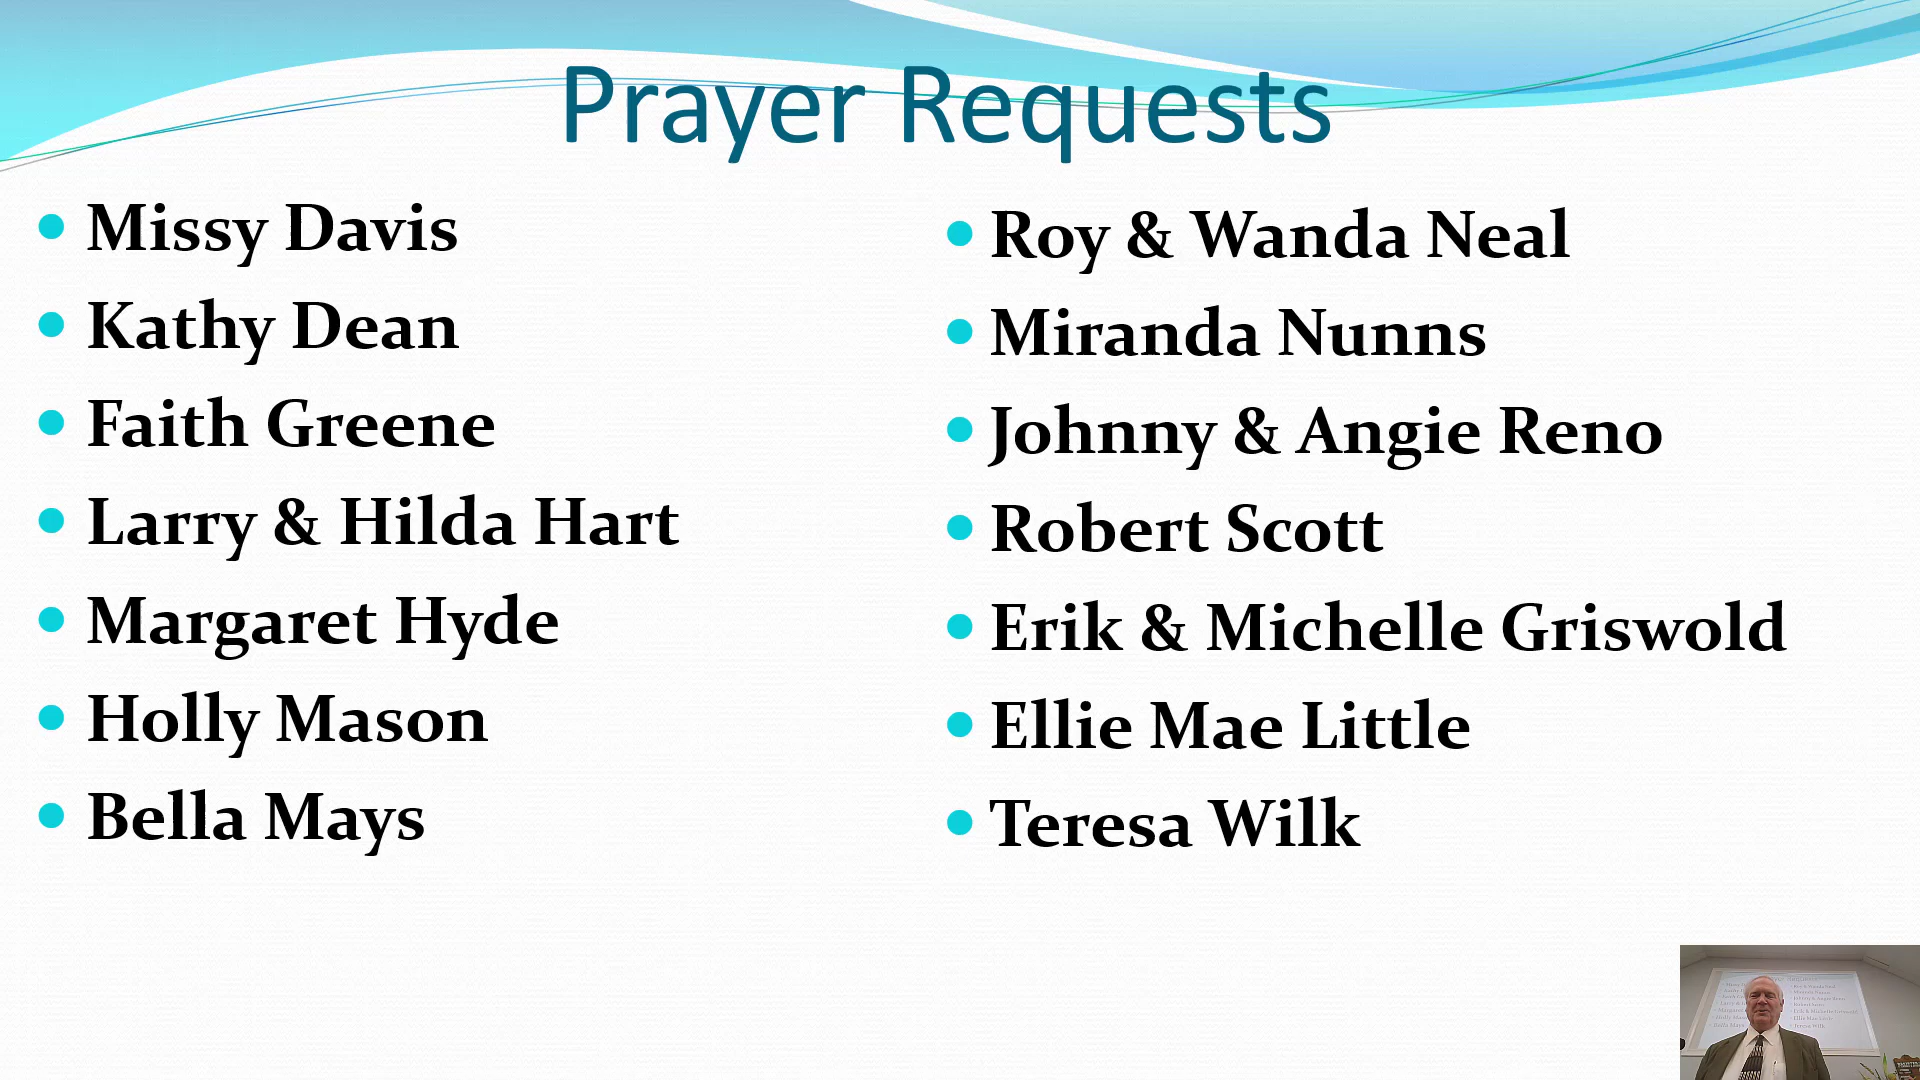 Prayer Requests
Missy Davis
Kathy Dean
Faith Greene
Larry & Hilda Hart
Margaret Hyde
Holly Mason
Bella Mays
Roy & Wanda Neal
Miranda Nunns
Johnny & Angie Reno
Robert Scott
Erik & Michelle Griswold
Ellie Mae Little
Teresa Wilk